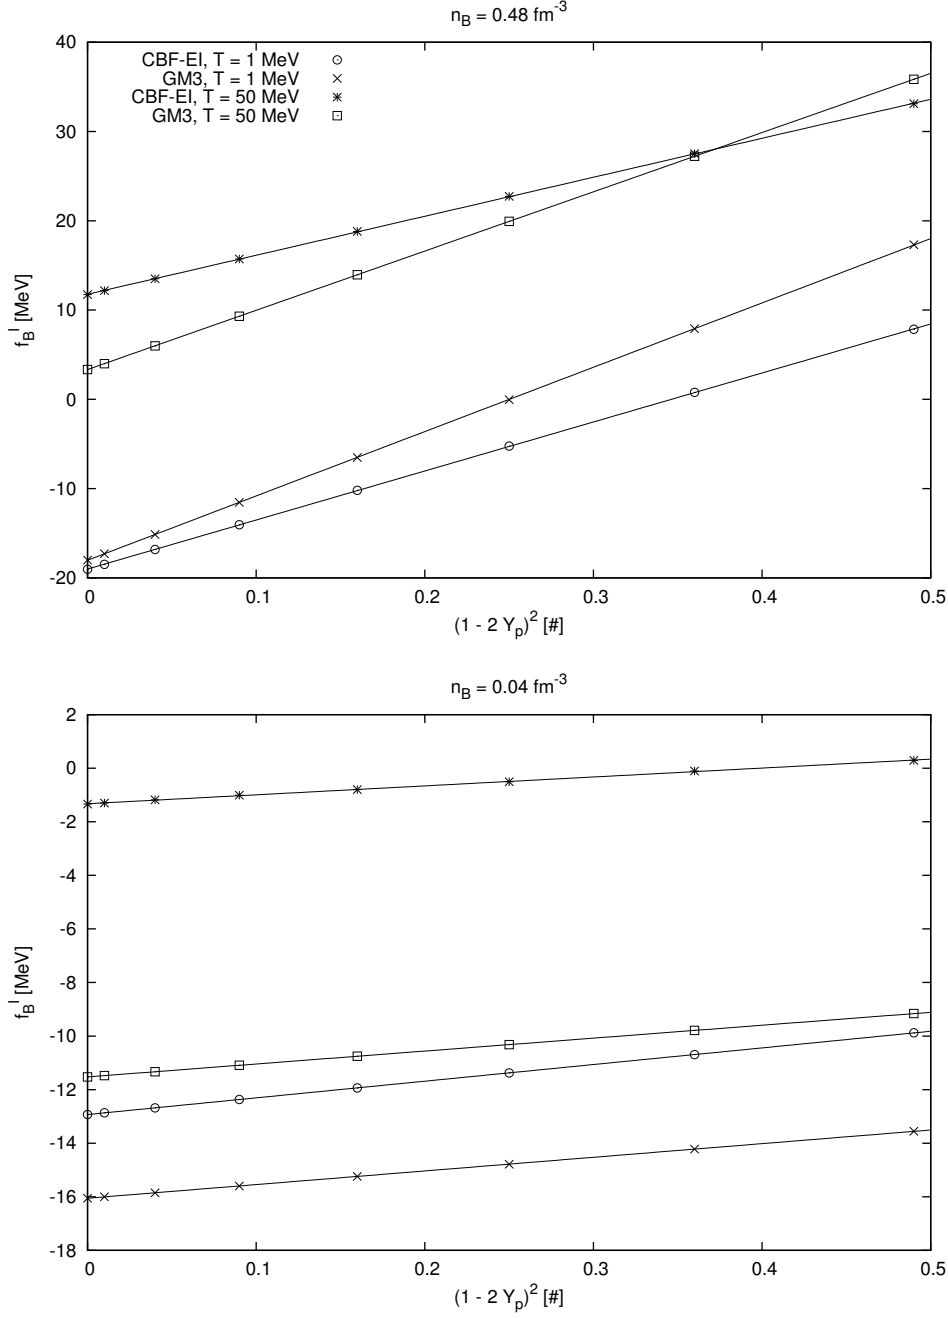 n_B = 0.48 fm^-3
40
30
20
10
0
-10
-20
f_B^I [MeV]
CBF-EI, T = 1 MeV
GM3, T = 1 MeV
CBF-EI, T = 50 MeV
GM3, T = 50 MeV
0 0.1 0.2 0.3 0.4 0.5
(1 - 2 Y_p)^2 [#]
n_B = 0.04 fm^-3
2
0
-2
-4
-6
-8
-10
-12
-14
-16
-18
f_B^I [MeV]
0 0.1 0.2 0.3 0.4 0.5
(1 - 2 Y_p)^2 [#]